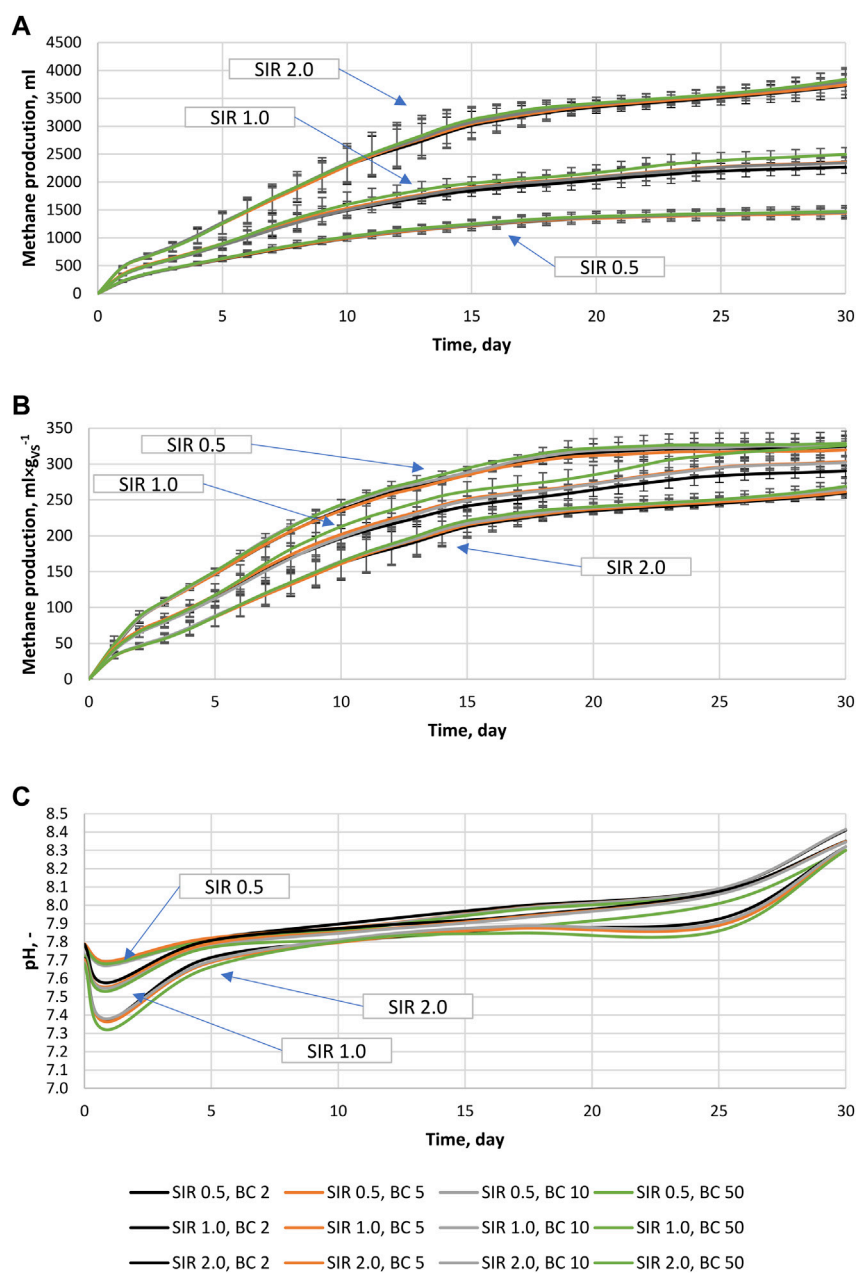 A
4500
4000
3500
3000
2500
2000
1500
1000
500
0
Methane prodcution, ml
SIR 2.0
SIR 1.0
SIR 0.5
0 5 10 15 20 25 30
Time, day
B
350
300
250
200
150
100
50
0
Methane production, ml×gVS-1
SIR 0.5
SIR 1.0
SIR 2.0
0 5 10 15 20 25 30
Time, day
C
8.5
8.4
8.3
8.2
8.1
8.0
7.9
7.8
7.7
7.6
7.5
7.4
7.3
7.2
7.1
7.0
pH, -
SIR 0.5
SIR 2.0
SIR 1.0
0 5 10 15 20 25 30
Time, day
SIR 0.5, BC 2 SIR 0.5, BC 5 SIR 0.5, BC 10 SIR 0.5, BC 50
SIR 1.0, BC 2 SIR 1.0, BC 5 SIR 1.0, BC 10 SIR 1.0, BC 50
SIR 2.0, BC 2 SIR 2.0, BC 5 SIR 2.0, BC 10 SIR 2.0, BC 50